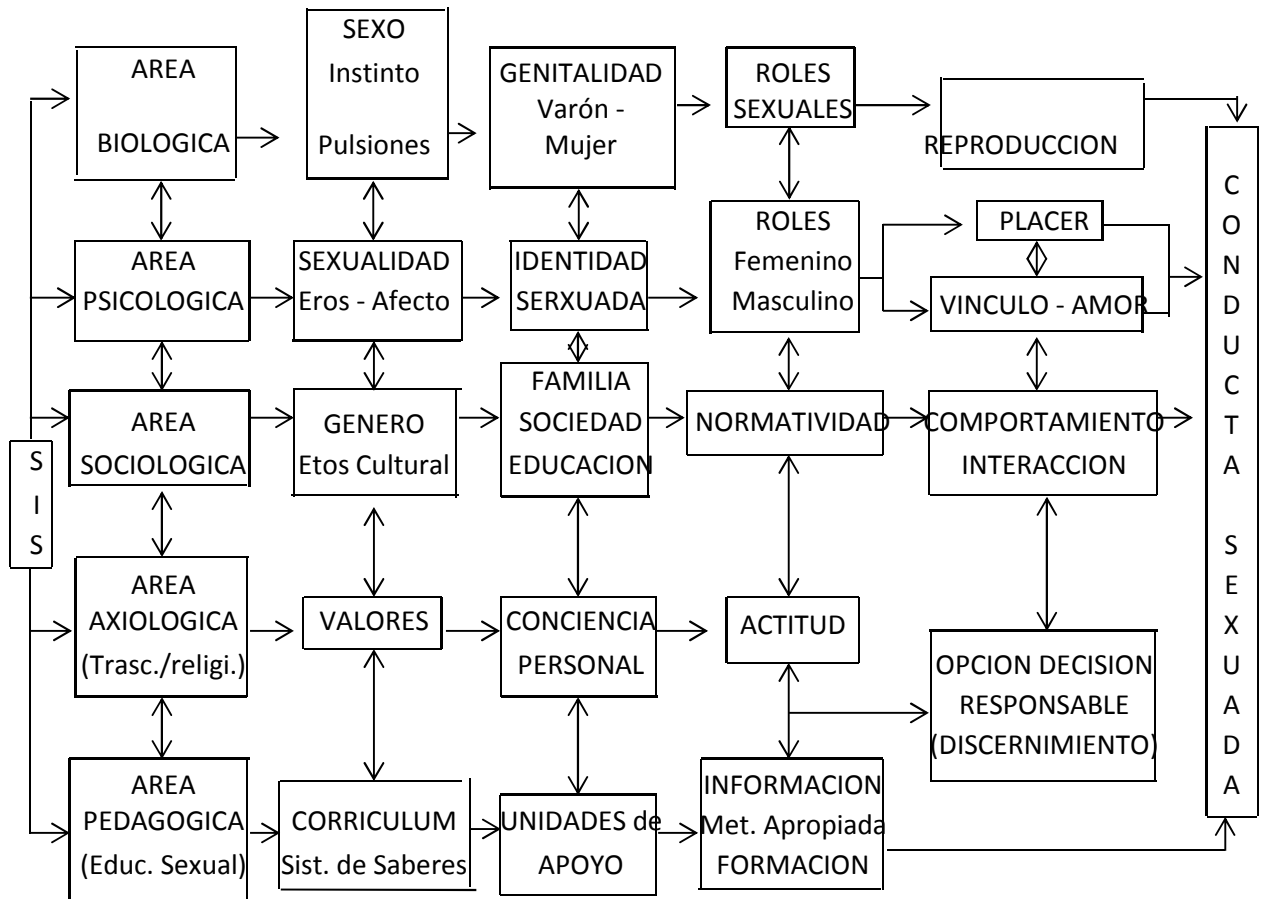 AREA
BIOLOGICA
SEXO
Instinto
Pulsiones
GENITALIDAD
Varón -
Mujer
ROLES
SEXUALES
REPRODUCCION
AREA
PSICOLOGICA
SEXUALIDAD
Eros - Afecto
IDENTIDAD
SERXUADA
ROLES
Femenino
Masculino
PLACER
VINCULO - AMOR
AREA
SOCIOLOGICA
GENERO
Etos Cultural
FAMILIA
SOCIEDAD
EDUCACION
NORMATIVIDAD
COMPORTAMIENTO
INTERACCION
S
I
S
AREA
AXIOLOGICA
(Trasc./religi.)
VALORES
CONCIENCIA
PERSONAL
ACTITUD
OPCION DECISION
RESPONSABLE
(DISCERNIMIENTO)
AREA
PEDAGOGICA
(Educ. Sexual)
CORRICULUM
Sist. de Saberes
UNIDADES de
APOYO
INFORMACION
Met. Apropiada
FORMACION
C
O
N
D
U
C
T
A
S
E
X
U
A
D
A